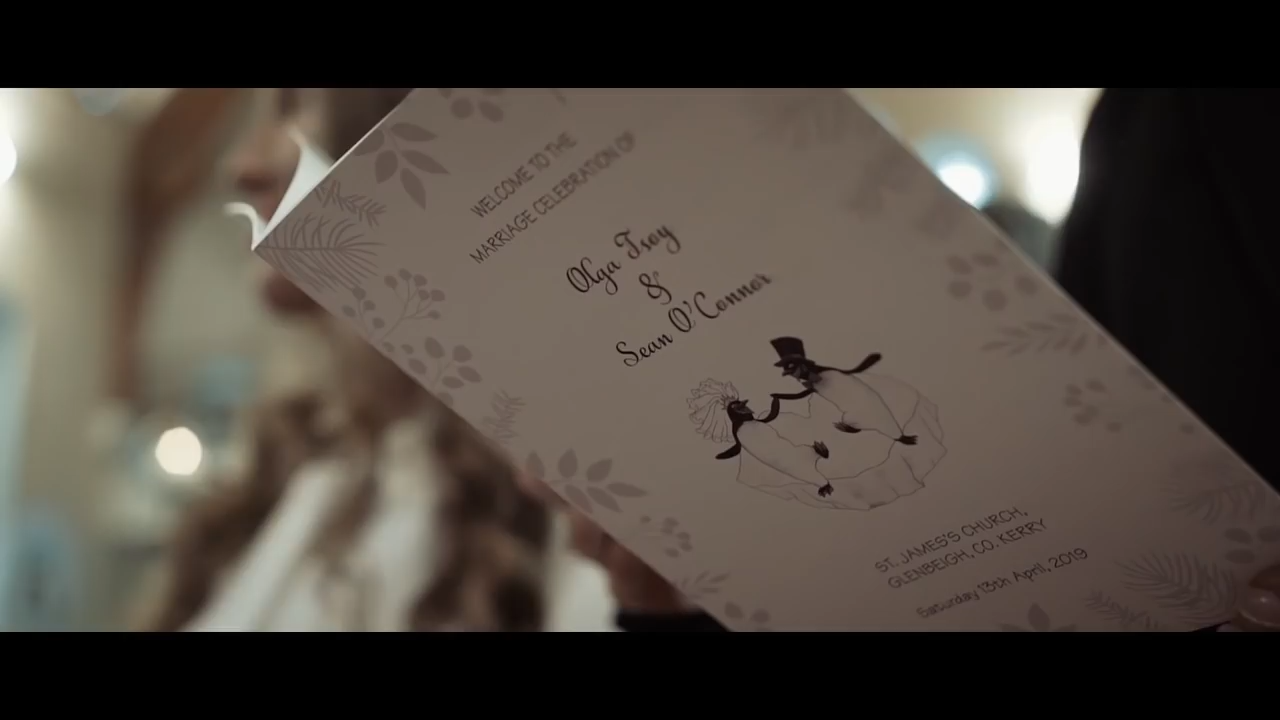 WELCOME TO THE
MARRIAGE CELEBRATION OF
Olga Tsoy
&
Sean O'Connor
ST. JAMES'S CHURCH,
GLENBEIGH, CO. KERRY
Saturday 13th April, 2019